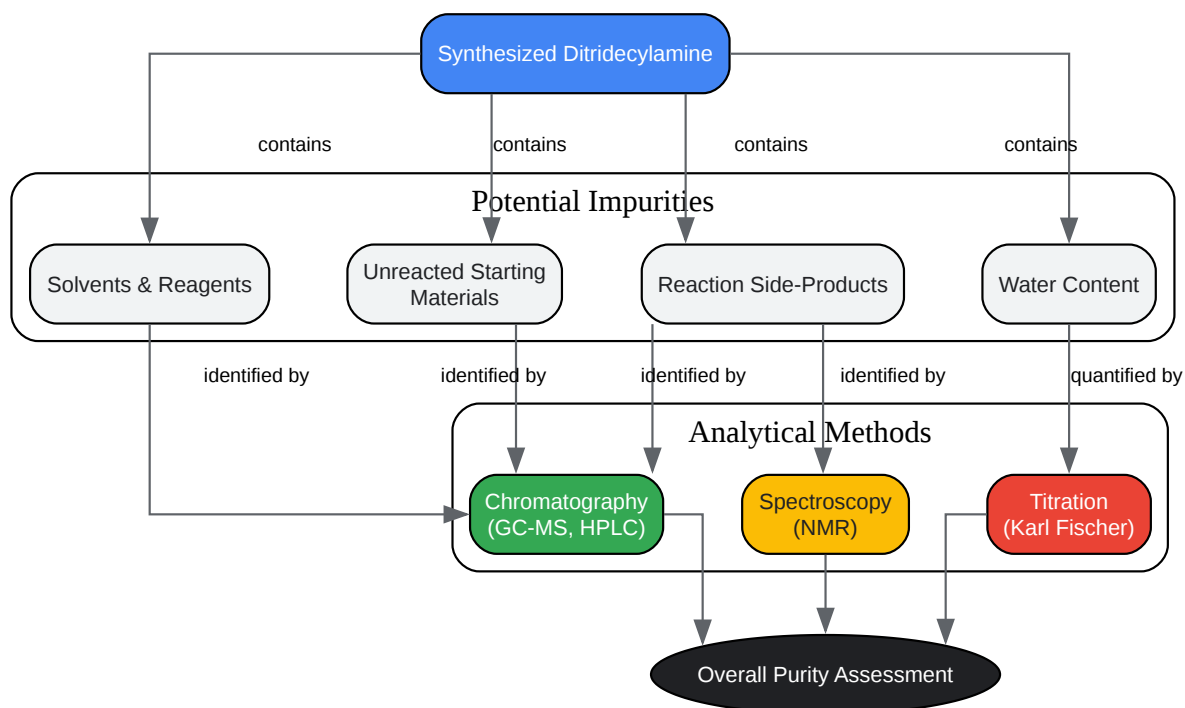 Synthesized Ditridecylamine
contains
contains
contains
contains
Potential Impurities
Solvents & Reagents
Unreacted Starting
Materials
Reaction Side-Products
Water Content
identified by
identified by
identified by
identified by
quantified by
Analytical Methods
Chromatography
(GC-MS, HPLC)
Spectroscopy
(NMR)
Titration
(Karl Fischer)
Overall Purity Assessment